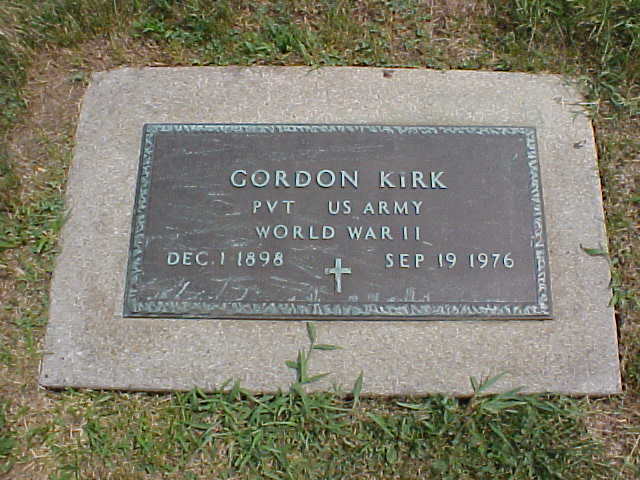 GORDON KIRK
PVT US ARMY
WORLD WAR II
DEC. 1 1898 SEP 19 1976